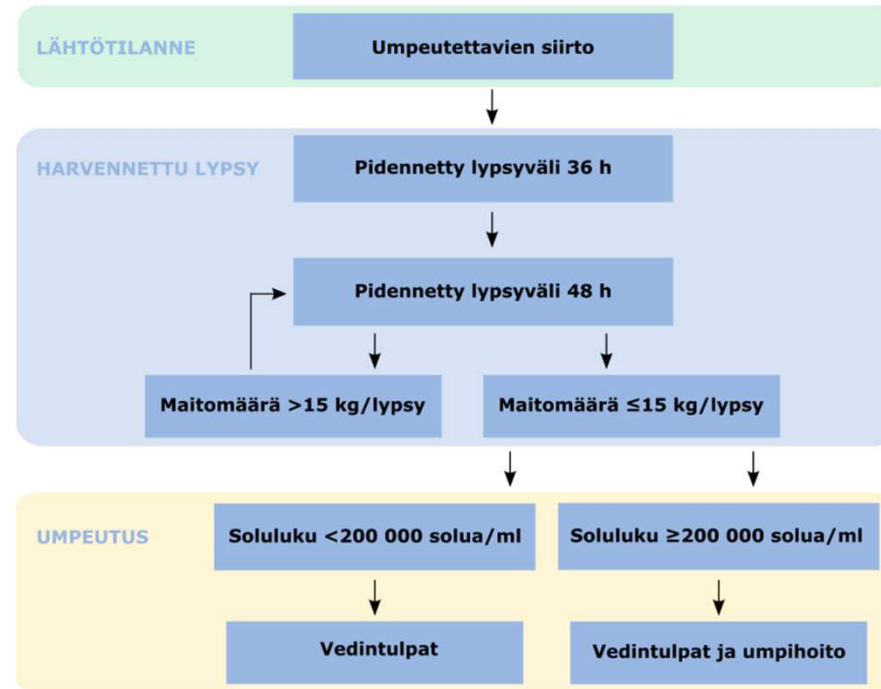 LÄHTÖTILANNE
Umpeutettavien siirto
HARVENNETTU LYPSY
Pidennetty lypsyväli 36 h
Pidennetty lypsyväli 48 h
Maitomäärä >15 kg/lypsy
Maitomäärä ≤15 kg/lypsy
UMPEUTUS
Soluluku <200 000 solua/ml
Soluluku ≥200 000 solua/ml
Vedintulpat
Vedintulpat ja umpihoito